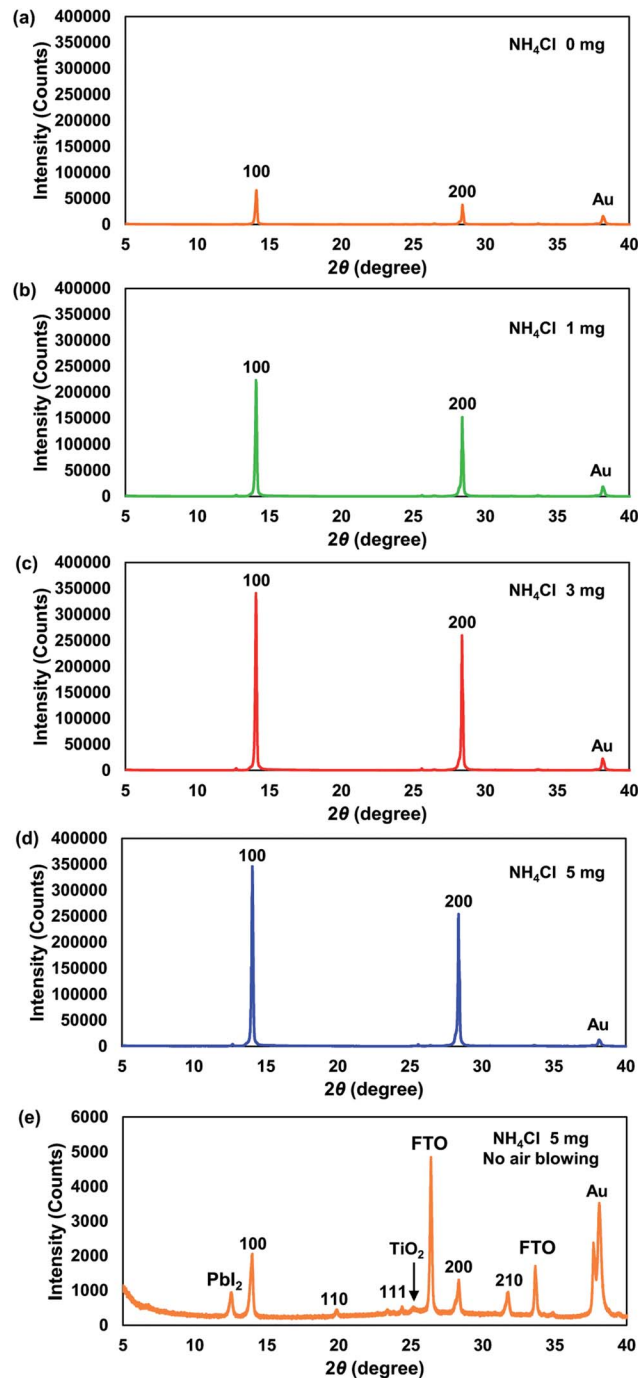 (a)
400000
350000
300000
250000
200000
150000
100000
50000
0
Intensity (Counts)
NH₄Cl 0 mg
100
200
Au
5 10 15 20 25 30 35 40
2θ (degree)
(b)
400000
350000
300000
250000
200000
150000
100000
50000
0
Intensity (Counts)
NH₄Cl 1 mg
100
200
Au
5 10 15 20 25 30 35 40
2θ (degree)
(c)
400000
350000
300000
250000
200000
150000
100000
50000
0
Intensity (Counts)
NH₄Cl 3 mg
100
200
Au
5 10 15 20 25 30 35 40
2θ (degree)
(d)
400000
350000
300000
250000
200000
150000
100000
50000
0
Intensity (Counts)
NH₄Cl 5 mg
100
200
Au
5 10 15 20 25 30 35 40
2θ (degree)
(e)
6000
5000
4000
3000
2000
1000
0
Intensity (Counts)
NH₄Cl 5 mg
No air blowing
PbI₂
100
110
111
TiO₂
FTO
200
210
FTO
Au
5 10 15 20 25 30 35 40
2θ (degree)